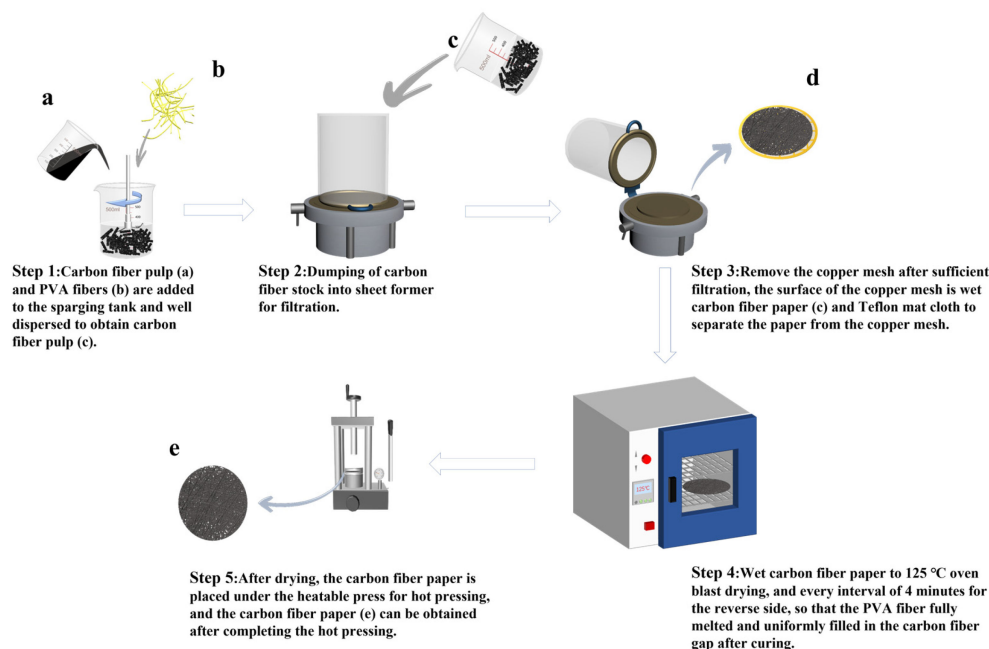 a
b
c
d
500ml
Step 1:Carbon fiber pulp (a)
and PVA fibers (b) are added
to the sparging tank and well
dispersed to obtain carbon
fiber pulp (c).
Step 2:Dumping of carbon
fiber stock into sheet former
for filtration.
Step 3:Remove the copper mesh after sufficient
filtration, the surface of the copper mesh is wet
carbon fiber paper (c) and Teflon mat cloth to
separate the paper from the copper mesh.
e
125℃
Step 5:After drying, the carbon fiber paper is
placed under the heatable press for hot pressing,
and the carbon fiber paper (e) can be obtained
after completing the hot pressing.
Step 4:Wet carbon fiber paper to 125 ℃ oven
blast drying, and every interval of 4 minutes for
the reverse side, so that the PVA fiber fully
melted and uniformly filled in the carbon fiber
gap after curing.